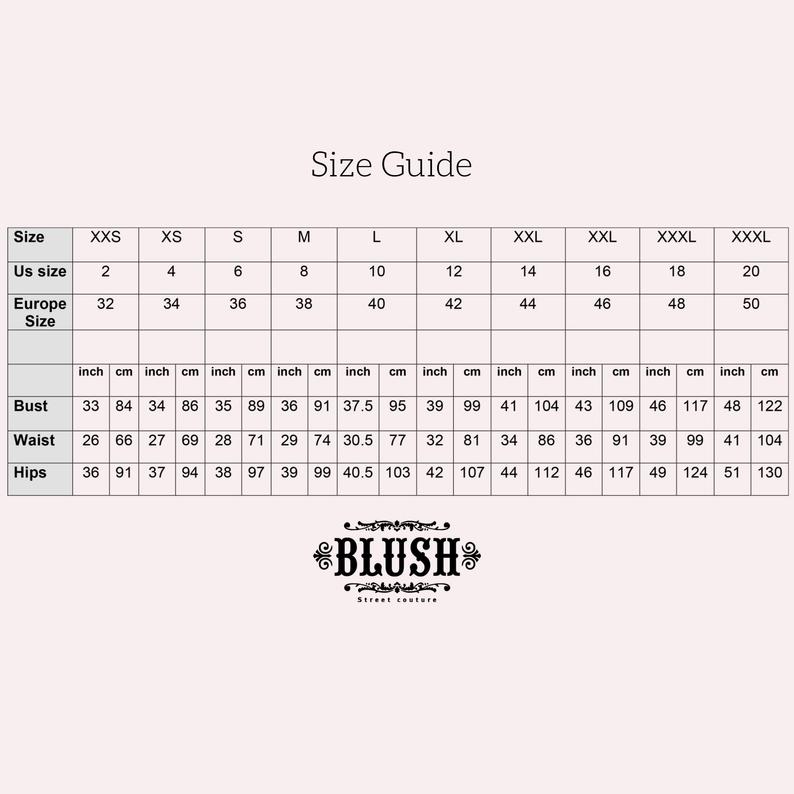 Size Guide
Size XXS XS S M L XL XXL XXL XXXL XXXL
Us size 2 4 6 8 10 12 14 16 18 20
Europe Size 32 34 36 38 40 42 44 46 48 50
inch cm inch cm inch cm inch cm inch cm inch cm inch cm inch cm inch cm inch cm
Bust 33 84 34 86 35 89 36 91 37.5 95 39 99 41 104 43 109 46 117 48 122
Waist 26 66 27 69 28 71 29 74 30.5 77 32 81 34 86 36 91 39 99 41 104
Hips 36 91 37 94 38 97 39 99 40.5 103 42 107 44 112 46 117 49 124 51 130
BLUSH
Street couture